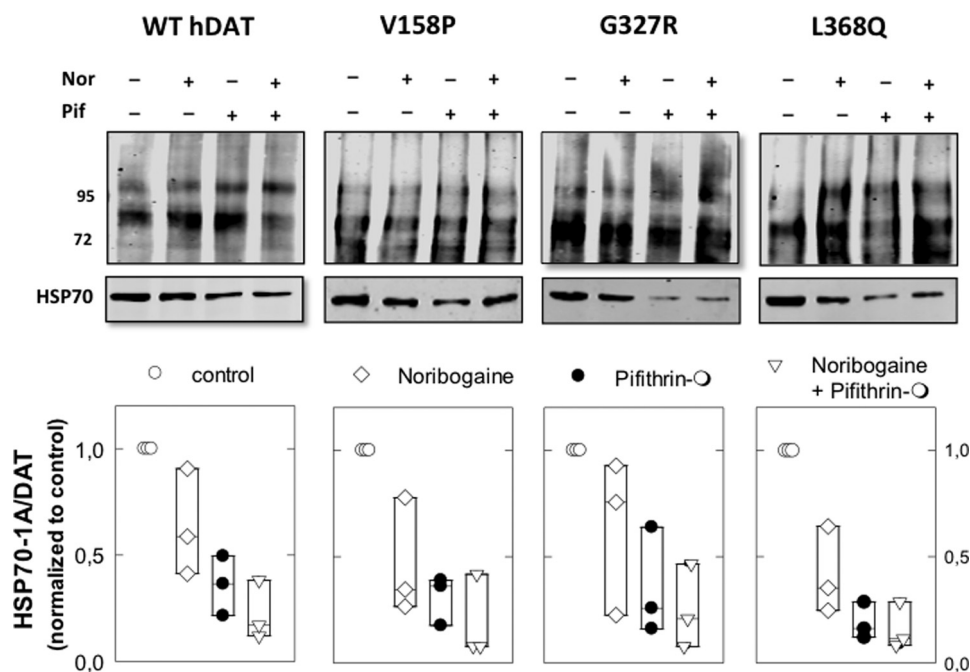 WT hDAT V158P G327R L368Q
Nor − + − + − + − + − + − + − + − +
Pif − − + + − − + + − − + + − − + +
95
72
HSP70
control Noribogaine Pifithrin-❍ Noribogaine
+ Pifithrin-❍
HSP70-1A/DAT
(normalized to control)
1,0 1,0
0,5 0,5
0,0 0,0